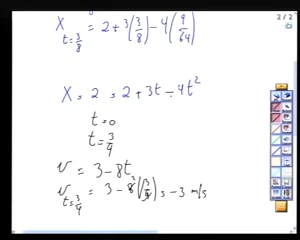 2 / 2
X t=3/8 = 2 + 3(3/8) - 4(9/64)
X = 2 = 2 + 3t - 4t²
t = 0
t = 3/4
v = 3 - 8t
v t=3/4 = 3 - 8²(3/4) = -3 m/s